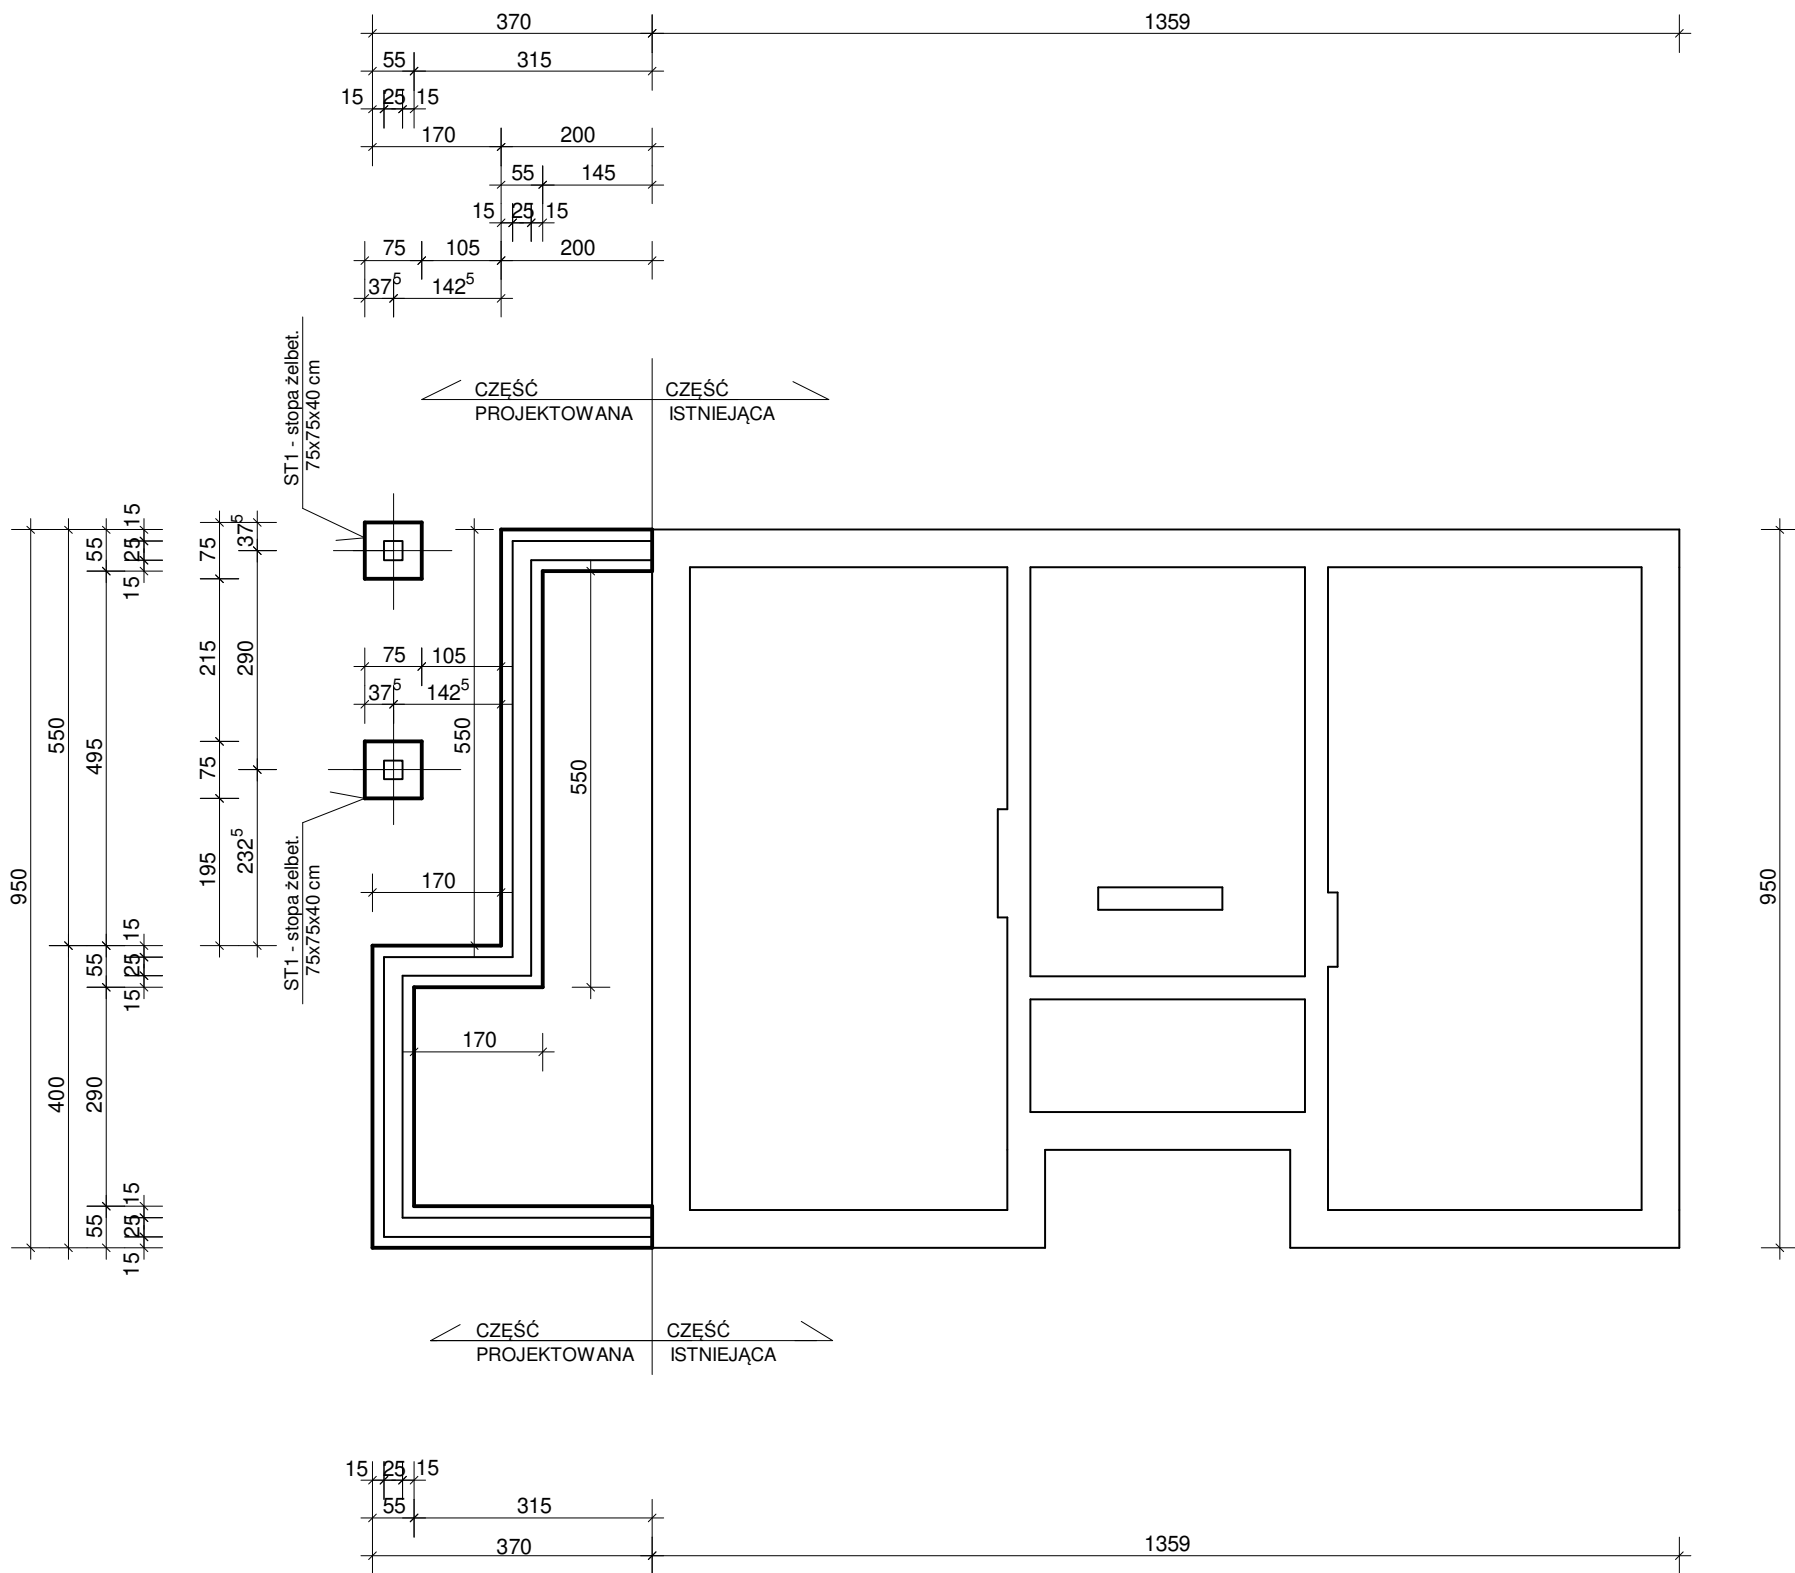 370 1359
55 315
15 25 15
170 200
55 145
15 25 15
75 105 200
37⁵ 142⁵
ST1 - stopa żelbet.
75x75x40 cm
CZĘŚĆ CZĘŚĆ
PROJEKTOWANA ISTNIEJĄCA
15
55 25 75 37⁵
15
215 290 75 105
37⁵ 142⁵
550 495 550
75 550
950 195 232⁵ 170 950
ST1 - stopa żelbet.
75x75x40 cm
15
55 25
15
170
400 290
15
55 25
15
CZĘŚĆ CZĘŚĆ
PROJEKTOWANA ISTNIEJĄCA
15 25 15
55 315
370 1359